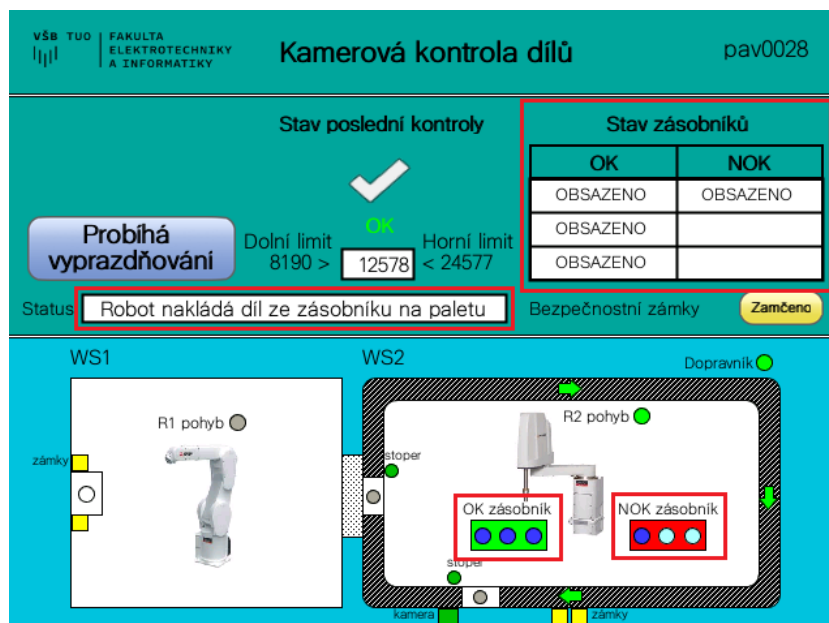 VŠB TUO
FAKULTA
ELEKTROTECHNIKY
A INFORMATIKY
Kamerová kontrola dílů
pav0028
Stav poslední kontroly
OK
Dolní limit
8190 >
12578
Horní limit
< 24577
Probíhá
vyprazdňování
Stav zásobníků
OK NOK
OBSAZENO OBSAZENO
OBSAZENO
OBSAZENO
Status
Robot nakládá díl ze zásobníku na paletu
Bezpečnostní zámky
Zamčeno
WS1
WS2
Dopravník
R1 pohyb
R2 pohyb
zámky
stoper
OK zásobník
NOK zásobník
stoper
kamera
zámky